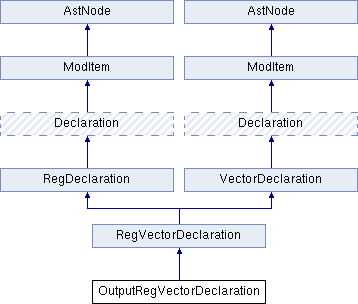 AstNode AstNode
ModItem ModItem
Declaration Declaration
RegDeclaration VectorDeclaration
RegVectorDeclaration
OutputRegVectorDeclaration